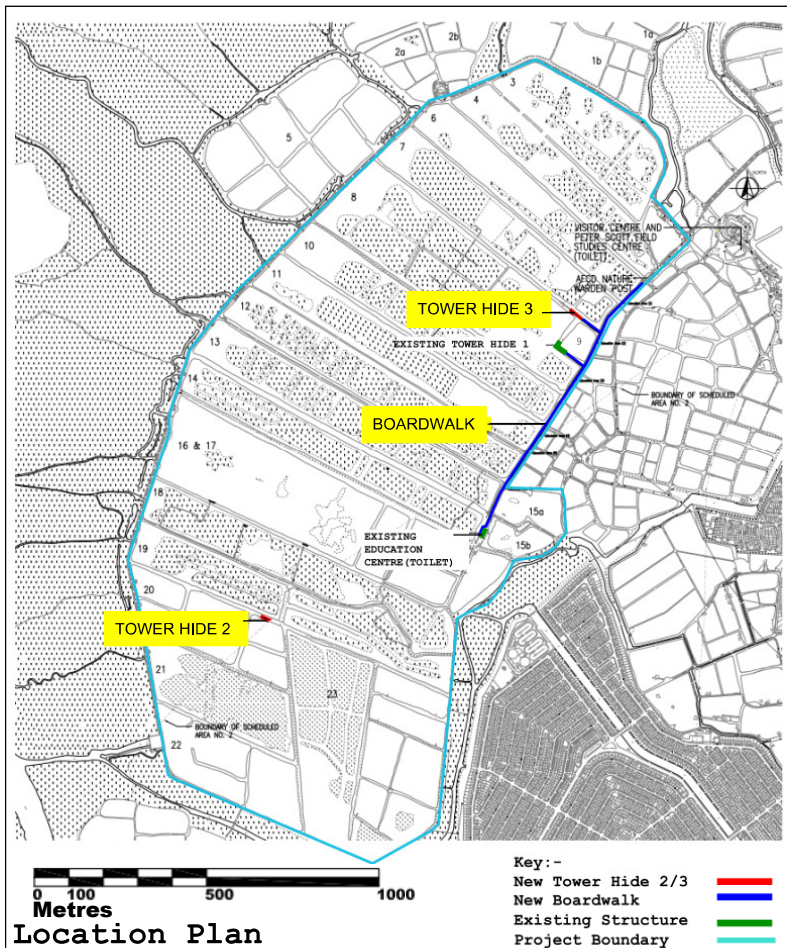 2b
1a
2a
1b
3
4
6
7
5
8
NORTH
VISITOR CENTRE AND
PETER SCOTT FIELD
STUDIES CENTRE
(TOILET)
10
AFCD NATURE
WARDEN POST
11
TOWER HIDE 3
12
9
EXISTING TOWER HIDE 1
13
14
BOUNDARY OF SCHEDULED
AREA NO. 2
BOARDWALK
16 & 17
18
15a
EXISTING
EDUCATION
CENTRE(TOILET)
15b
19
20
TOWER HIDE 2
21
23
BOUNDARY OF SCHEDULED
AREA NO. 2
22
0 100 500 1000
Metres
Location Plan
Key:-
New Tower Hide 2/3
New Boardwalk
Existing Structure
Project Boundary